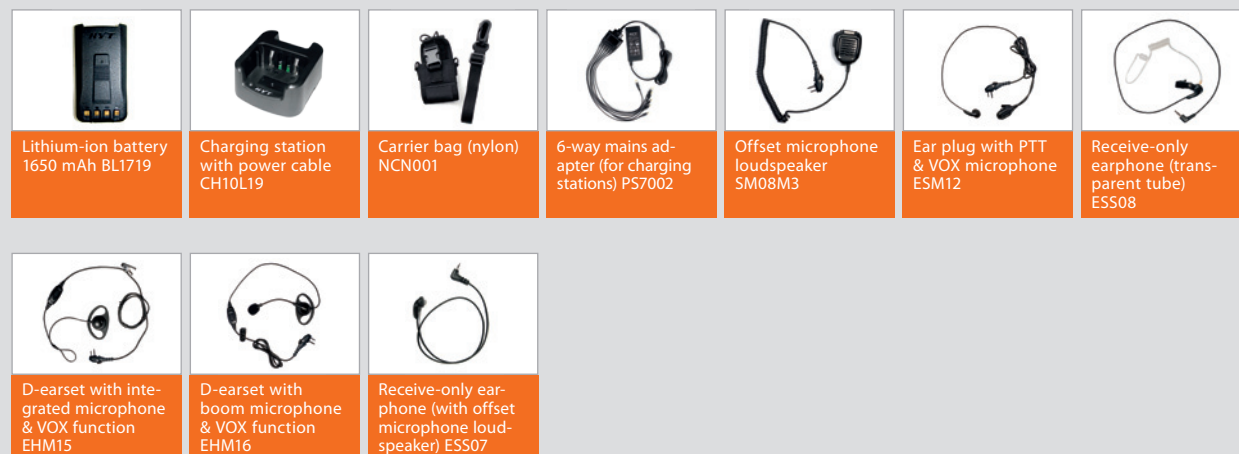 HYT
HYT
Lithium-ion battery
1650 mAh BL1719
Charging station
with power cable
CH10L19
Carrier bag (nylon)
NCN001
6-way mains ad-
apter (for charging
stations) PS7002
Offset microphone
loudspeaker
SM08M3
Ear plug with PTT
& VOX microphone
ESM12
Receive-only
earphone (trans-
parent tube)
ESS08
D-earset with inte-
grated microphone
& VOX function
EHM15
D-earset with
boom microphone
& VOX function
EHM16
Receive-only ear-
phone (with offset
microphone loud-
speaker) ESS07